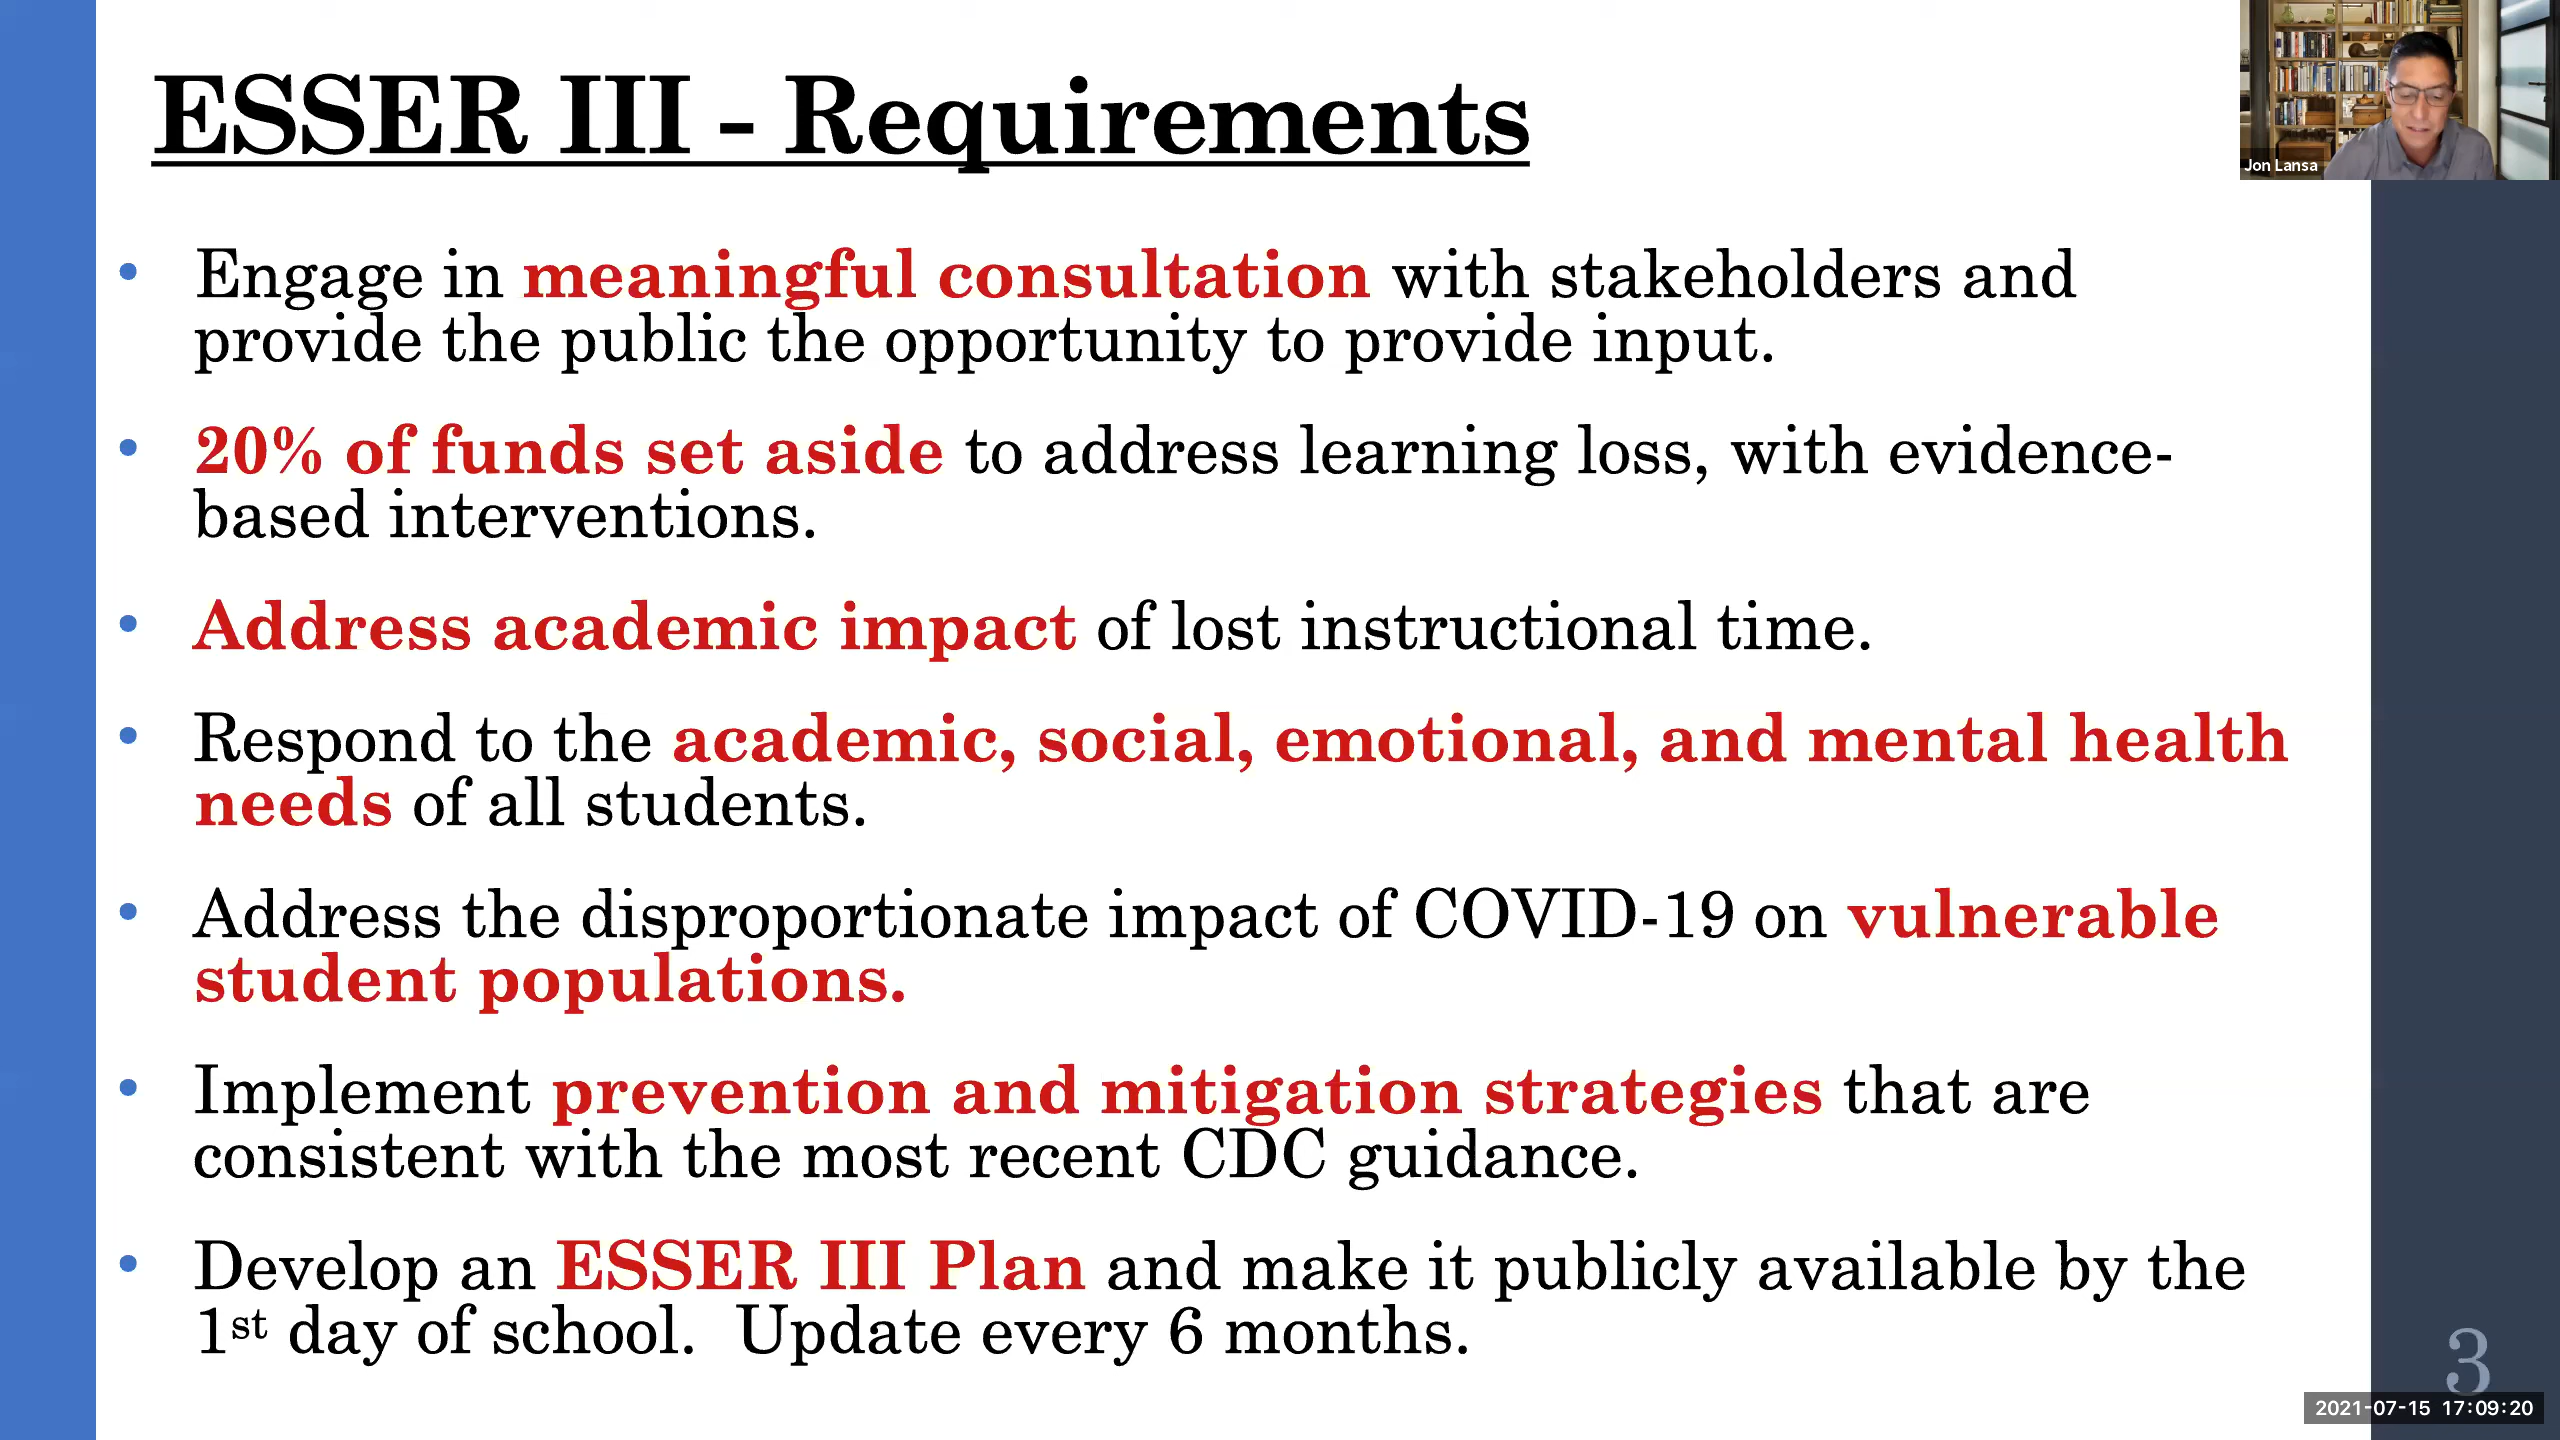 ESSER III - Requirements
Jon Lansa
• Engage in meaningful consultation with stakeholders and
provide the public the opportunity to provide input.
• 20% of funds set aside to address learning loss, with evidence-
based interventions.
• Address academic impact of lost instructional time.
• Respond to the academic, social, emotional, and mental health
needs of all students.
• Address the disproportionate impact of COVID-19 on vulnerable
student populations.
• Implement prevention and mitigation strategies that are
consistent with the most recent CDC guidance.
• Develop an ESSER III Plan and make it publicly available by the
1st day of school.  Update every 6 months.
3
2021-07-15 17:09:20